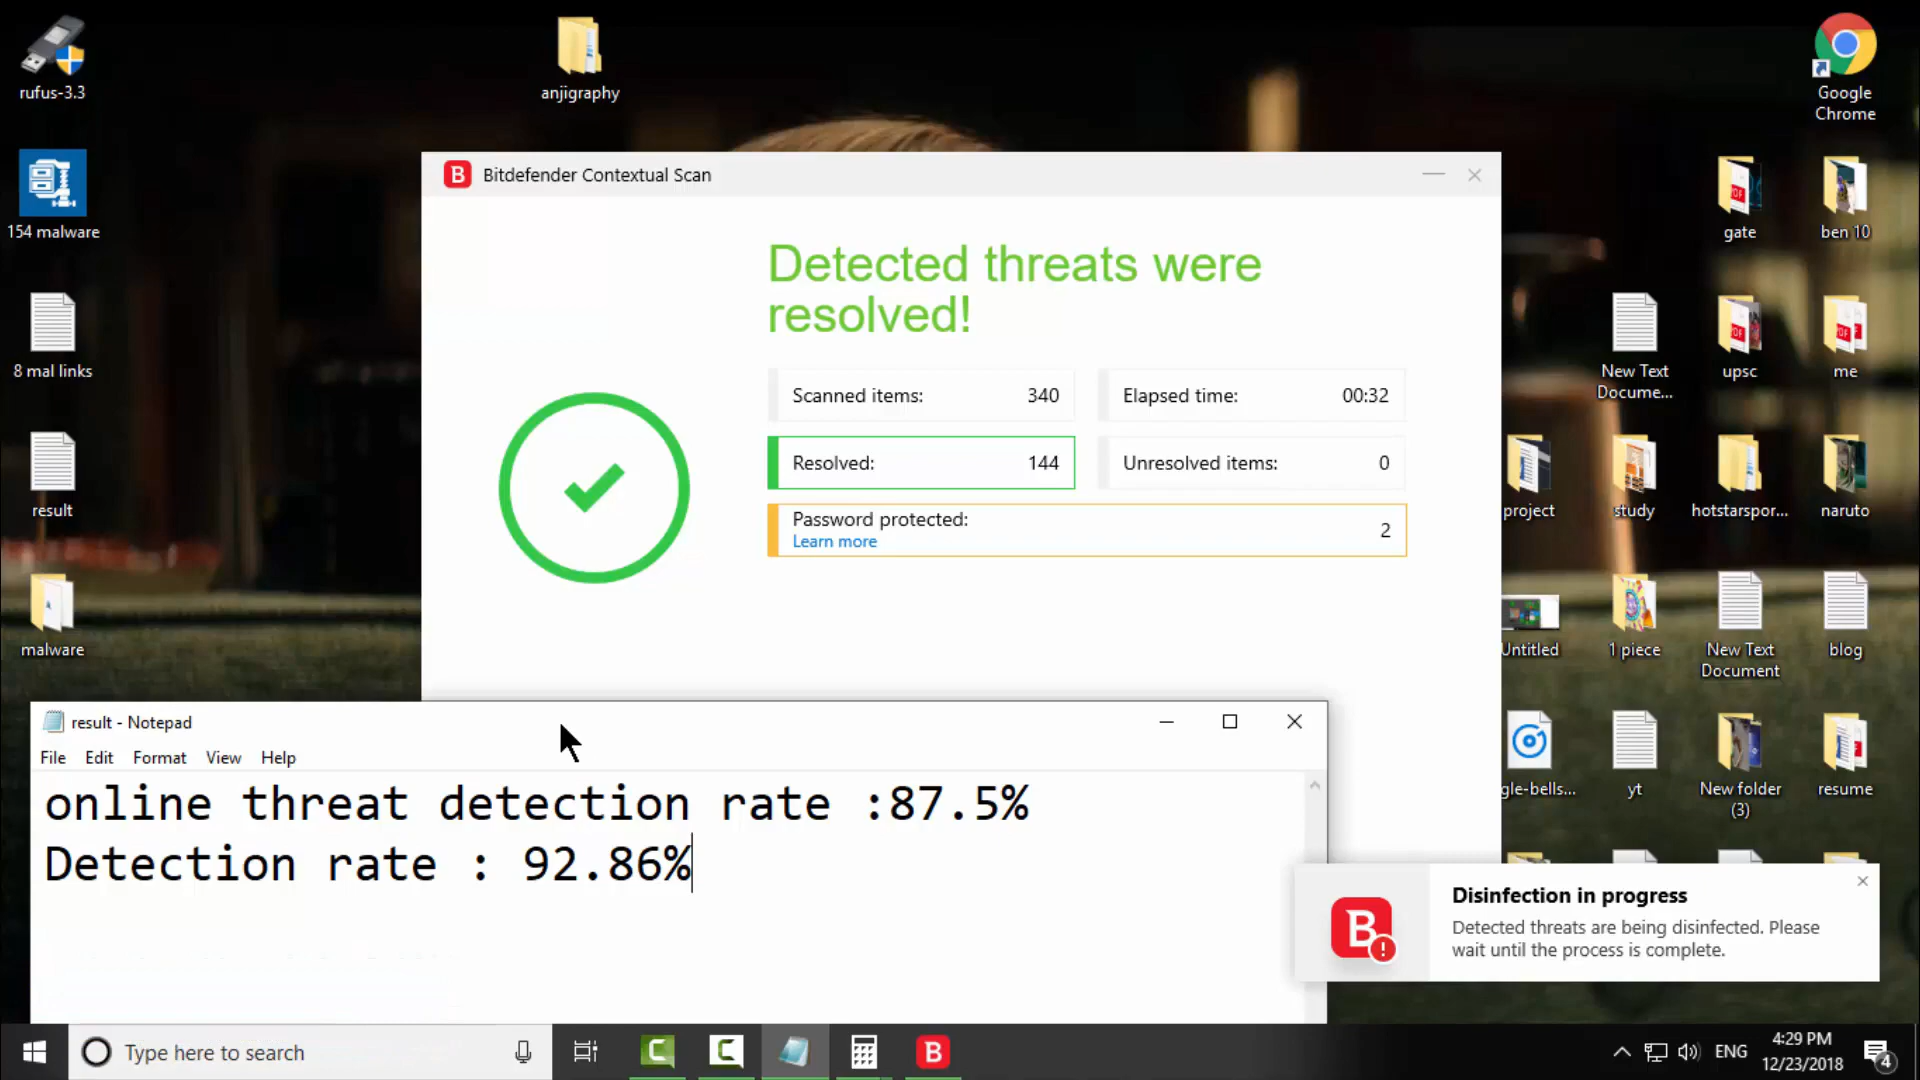 rufus-3.3
anjigraphy
Google
Chrome
154 malware
8 mal links
result
malware
B Bitdefender Contextual Scan
Detected threats were
resolved!
Scanned items: 340
Elapsed time: 00:32
Resolved: 144
Unresolved items: 0
Password protected: 2
Learn more
gate
ben 10
New Text
Docume...
upsc
me
project
study
hotstarspor...
naruto
Untitled
1 piece
New Text
Document
blog
gle-bells...
yt
New folder
(3)
resume
result - Notepad
File Edit Format View Help
online threat detection rate :87.5%
Detection rate : 92.86%
Disinfection in progress
Detected threats are being disinfected. Please
wait until the process is complete.
Type here to search
ENG
4:29 PM
12/23/2018
4